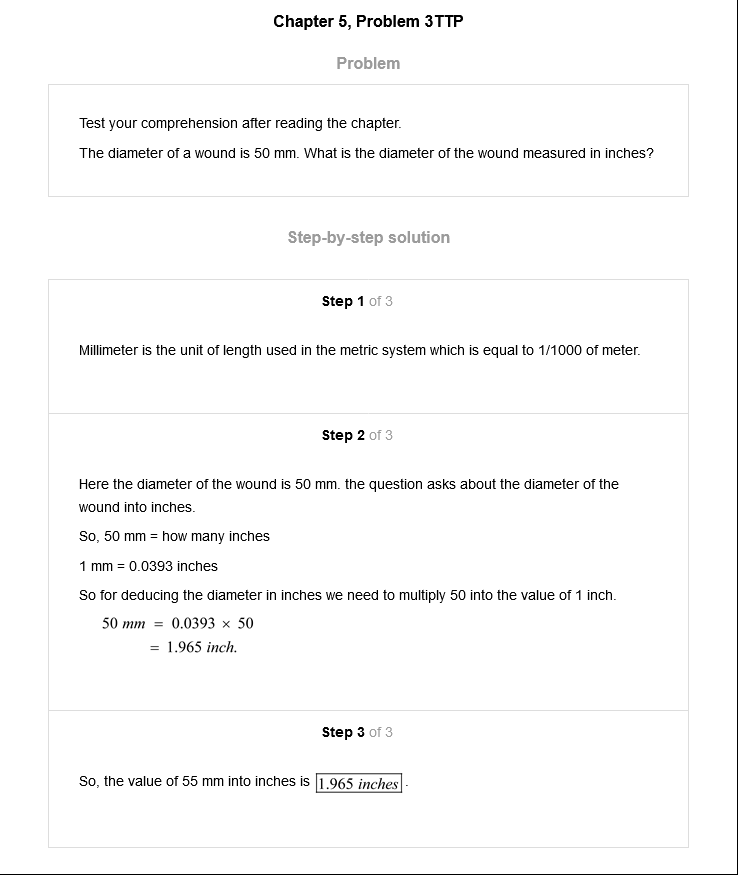 Chapter 5, Problem 3TTP
Problem
Test your comprehension after reading the chapter.
The diameter of a wound is 50 mm. What is the diameter of the wound measured in inches?
Step-by-step solution
Step 1 of 3
Millimeter is the unit of length used in the metric system which is equal to 1/1000 of meter.
Step 2 of 3
Here the diameter of the wound is 50 mm. the question asks about the diameter of the
wound into inches.
So, 50 mm = how many inches
1 mm = 0.0393 inches
So for deducing the diameter in inches we need to multiply 50 into the value of 1 inch.
50 mm = 0.0393 × 50
= 1.965 inch.
Step 3 of 3
So, the value of 55 mm into inches is 1.965 inches .